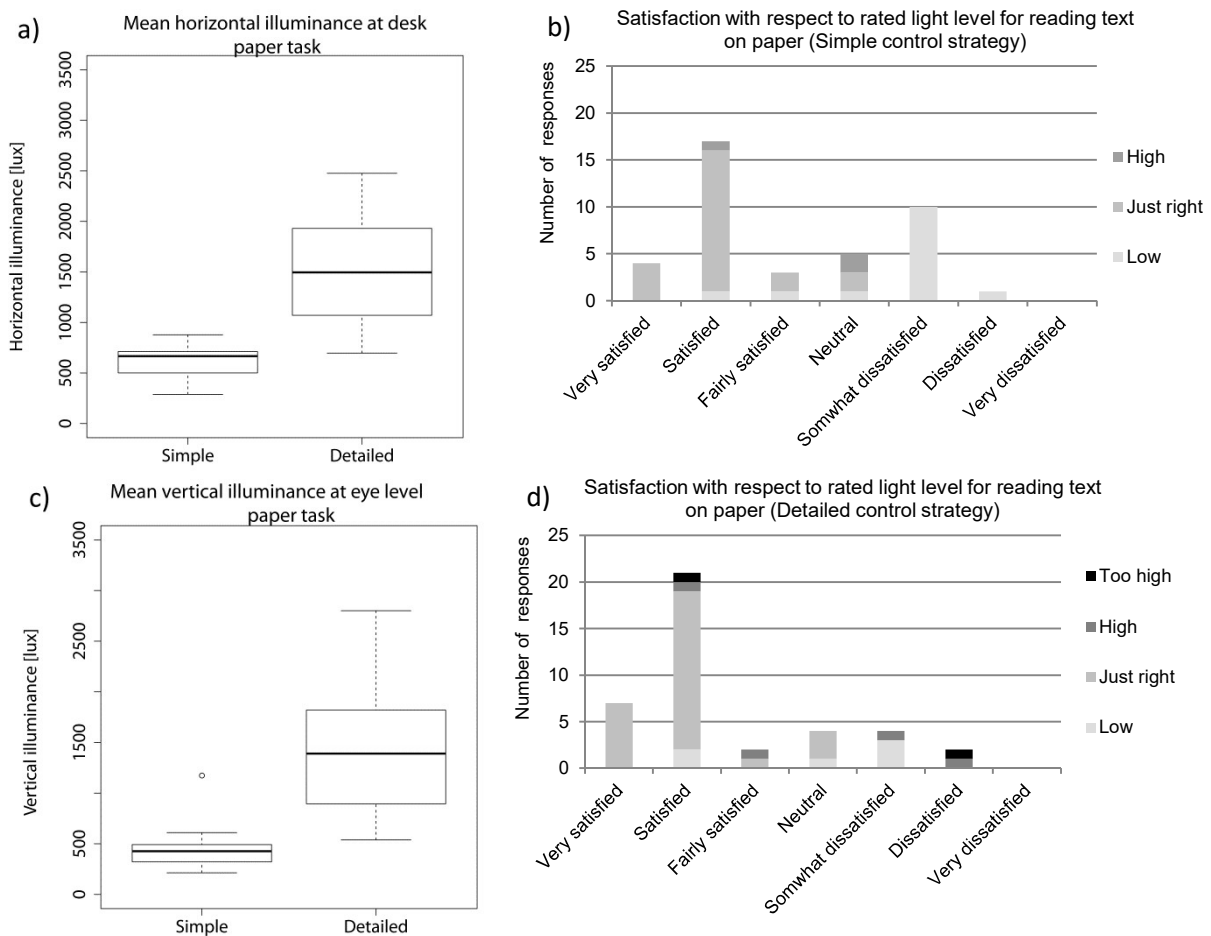 a)
Mean horizontal illuminance at desk
paper task
Horizontal illuminance [lux]
3500
3000
2500
2000
1500
1000
500
0
Simple
Detailed
b)
Satisfaction with respect to rated light level for reading text
on paper (Simple control strategy)
Number of responses
25
20
15
10
5
0
Very satisfied
Satisfied
Fairly satisfied
Neutral
Somwhat dissatisfied
Dissatisfied
Very dissatisfied
High
Just right
Low
c)
Mean vertical illuminance at eye level
paper task
Vertical illuminance [lux]
3500
2500
1500
500
0
Simple
Detailed
d)
Satisfaction with respect to rated light level for reading text
on paper (Detailed control strategy)
Number of responses
25
20
15
10
5
0
Very satisfied
Satisfied
Fairly satisfied
Neutral
Somwhat dissatisfied
Dissatisfied
Very dissatisfied
Too high
High
Just right
Low